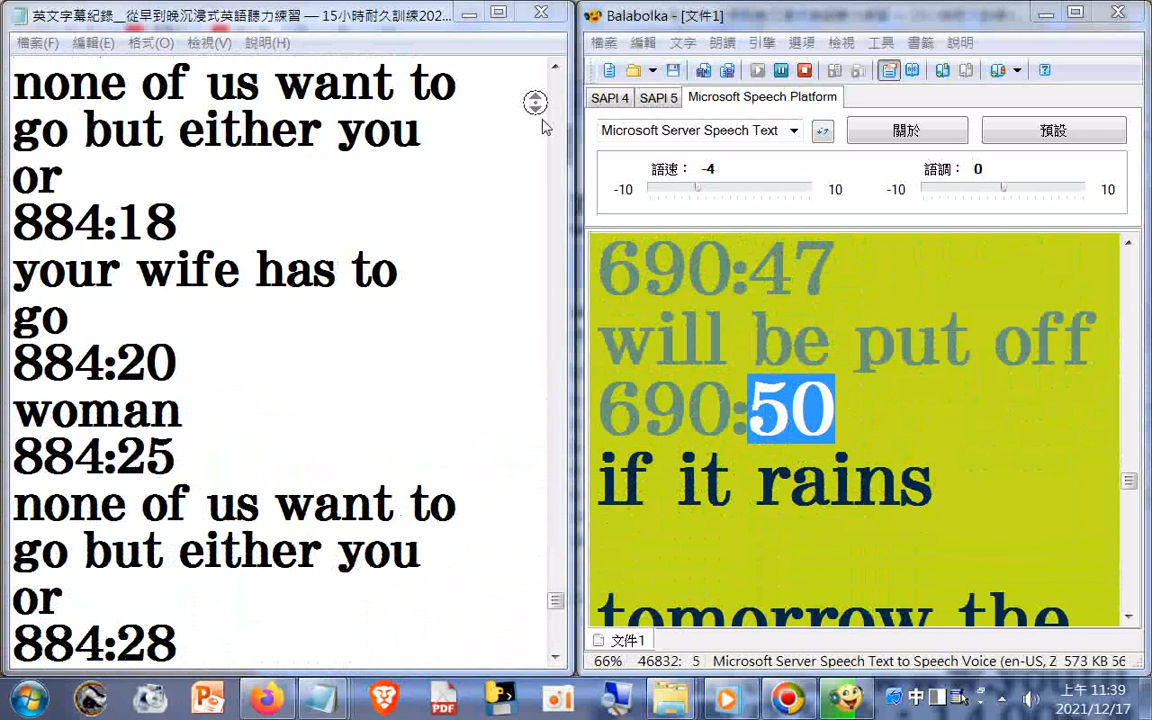 英文字幕紀錄__從早到晚沉浸式英語聽力練習 — 15小時耐久訓練202...
檔案(F) 編輯(E) 格式(O) 檢視(V) 說明(H)
none of us want to
go but either you
or
884:18
your wife has to
go
884:20
woman
884:25
none of us want to
go but either you
or
884:28
Balabolka - [文件1]
檔案 編輯 文字 朗讀 引擎 選項 檢視 工具 書籤 說明
SAPI 4 SAPI 5 Microsoft Speech Platform
Microsoft Server Speech Text 關於 預設
語速： -4 語調： 0
-10 10 -10 10
690:47
will be put off
690:50
if it rains
tomorrow the
文件1
66% 46832: 5 Microsoft Server Speech Text to Speech Voice (en-US, Z 573 KB 56
PDF 中 上午 11:39
2021/12/17